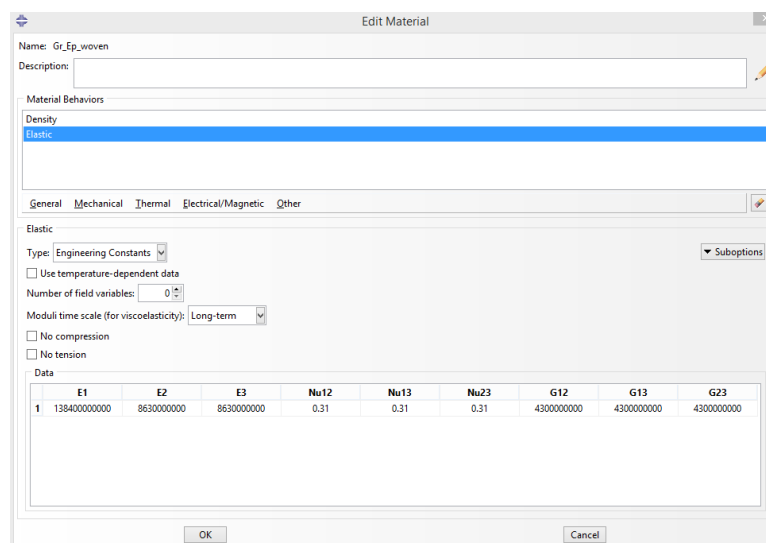 Edit Material
Name: Gr_Ep_woven
Description:
Material Behaviors
Density
Elastic
General Mechanical Thermal Electrical/Magnetic Other
Elastic
Type: Engineering Constants
Suboptions
Use temperature-dependent data
Number of field variables: 0
Moduli time scale (for viscoelasticity): Long-term
No compression
No tension
Data
E1 E2 E3 Nu12 Nu13 Nu23 G12 G13 G23
1 138400000000 8630000000 8630000000 0.31 0.31 0.31 4300000000 4300000000 4300000000
OK Cancel